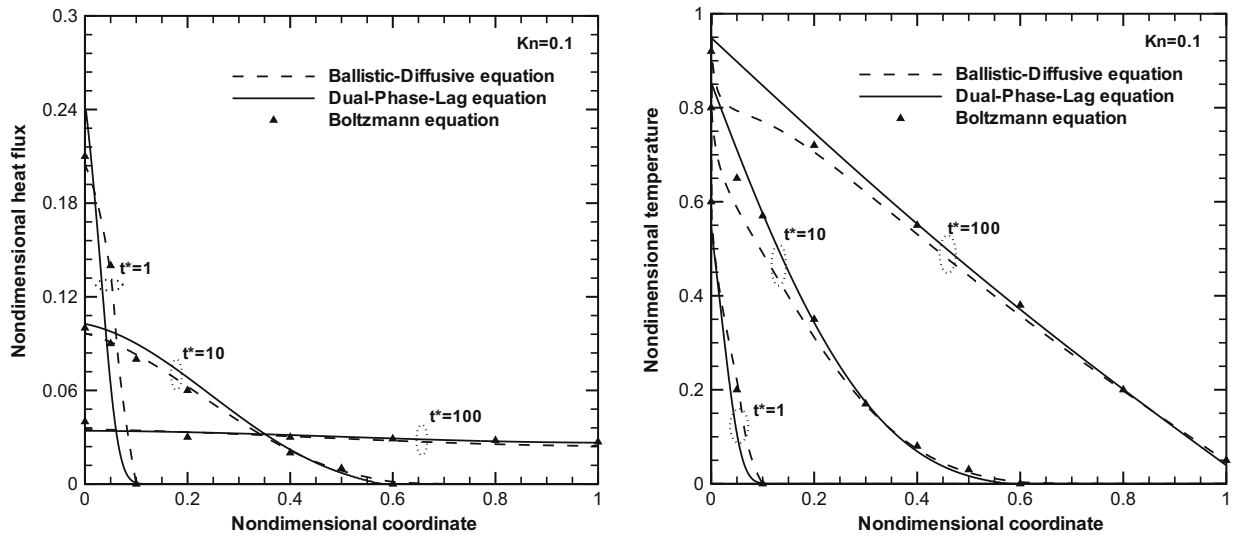 0.3
0.24
0.18
0.12
0.06
0
Nondimensional heat flux
Kn=0.1
Ballistic-Diffusive equation
Dual-Phase-Lag equation
Boltzmann equation
t*=1
t*=10
t*=100
0
0.2
0.4
0.6
0.8
1
Nondimensional coordinate
1
0.8
0.6
0.4
0.2
0
Nondimensional temperature
Kn=0.1
Ballistic-Diffusive equation
Dual-Phase-Lag equation
Boltzmann equation
t*=10
t*=100
t*=1
0
0.2
0.4
0.6
0.8
1
Nondimensional coordinate